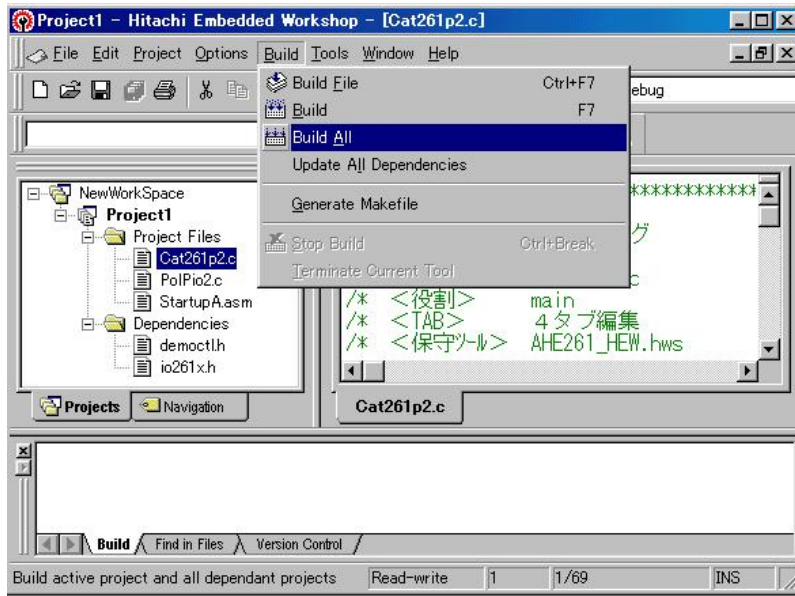 Project1 - Hitachi Embedded Workshop - [Cat261p2.c]
File Edit Project Options Build Tools Window Help
Build File Ctrl+F7
Build F7
Build All
Update All Dependencies
Generate Makefile
Stop Build Ctrl+Break
Terminate Current Tool
ebug
NewWorkSpace
Project1
Project Files
Cat261p2.c
PolPio2.c
StartupA.asm
Dependencies
democtl.h
io261x.h
************
グ
c
/* <役割> main
/* <TAB> 4タブ編集
/* <保守ツール> AHE261_HEW.hws
Projects Navigation
Cat261p2.c
Build Find in Files Version Control
Build active project and all dependant projects Read-write 1 1/69 INS